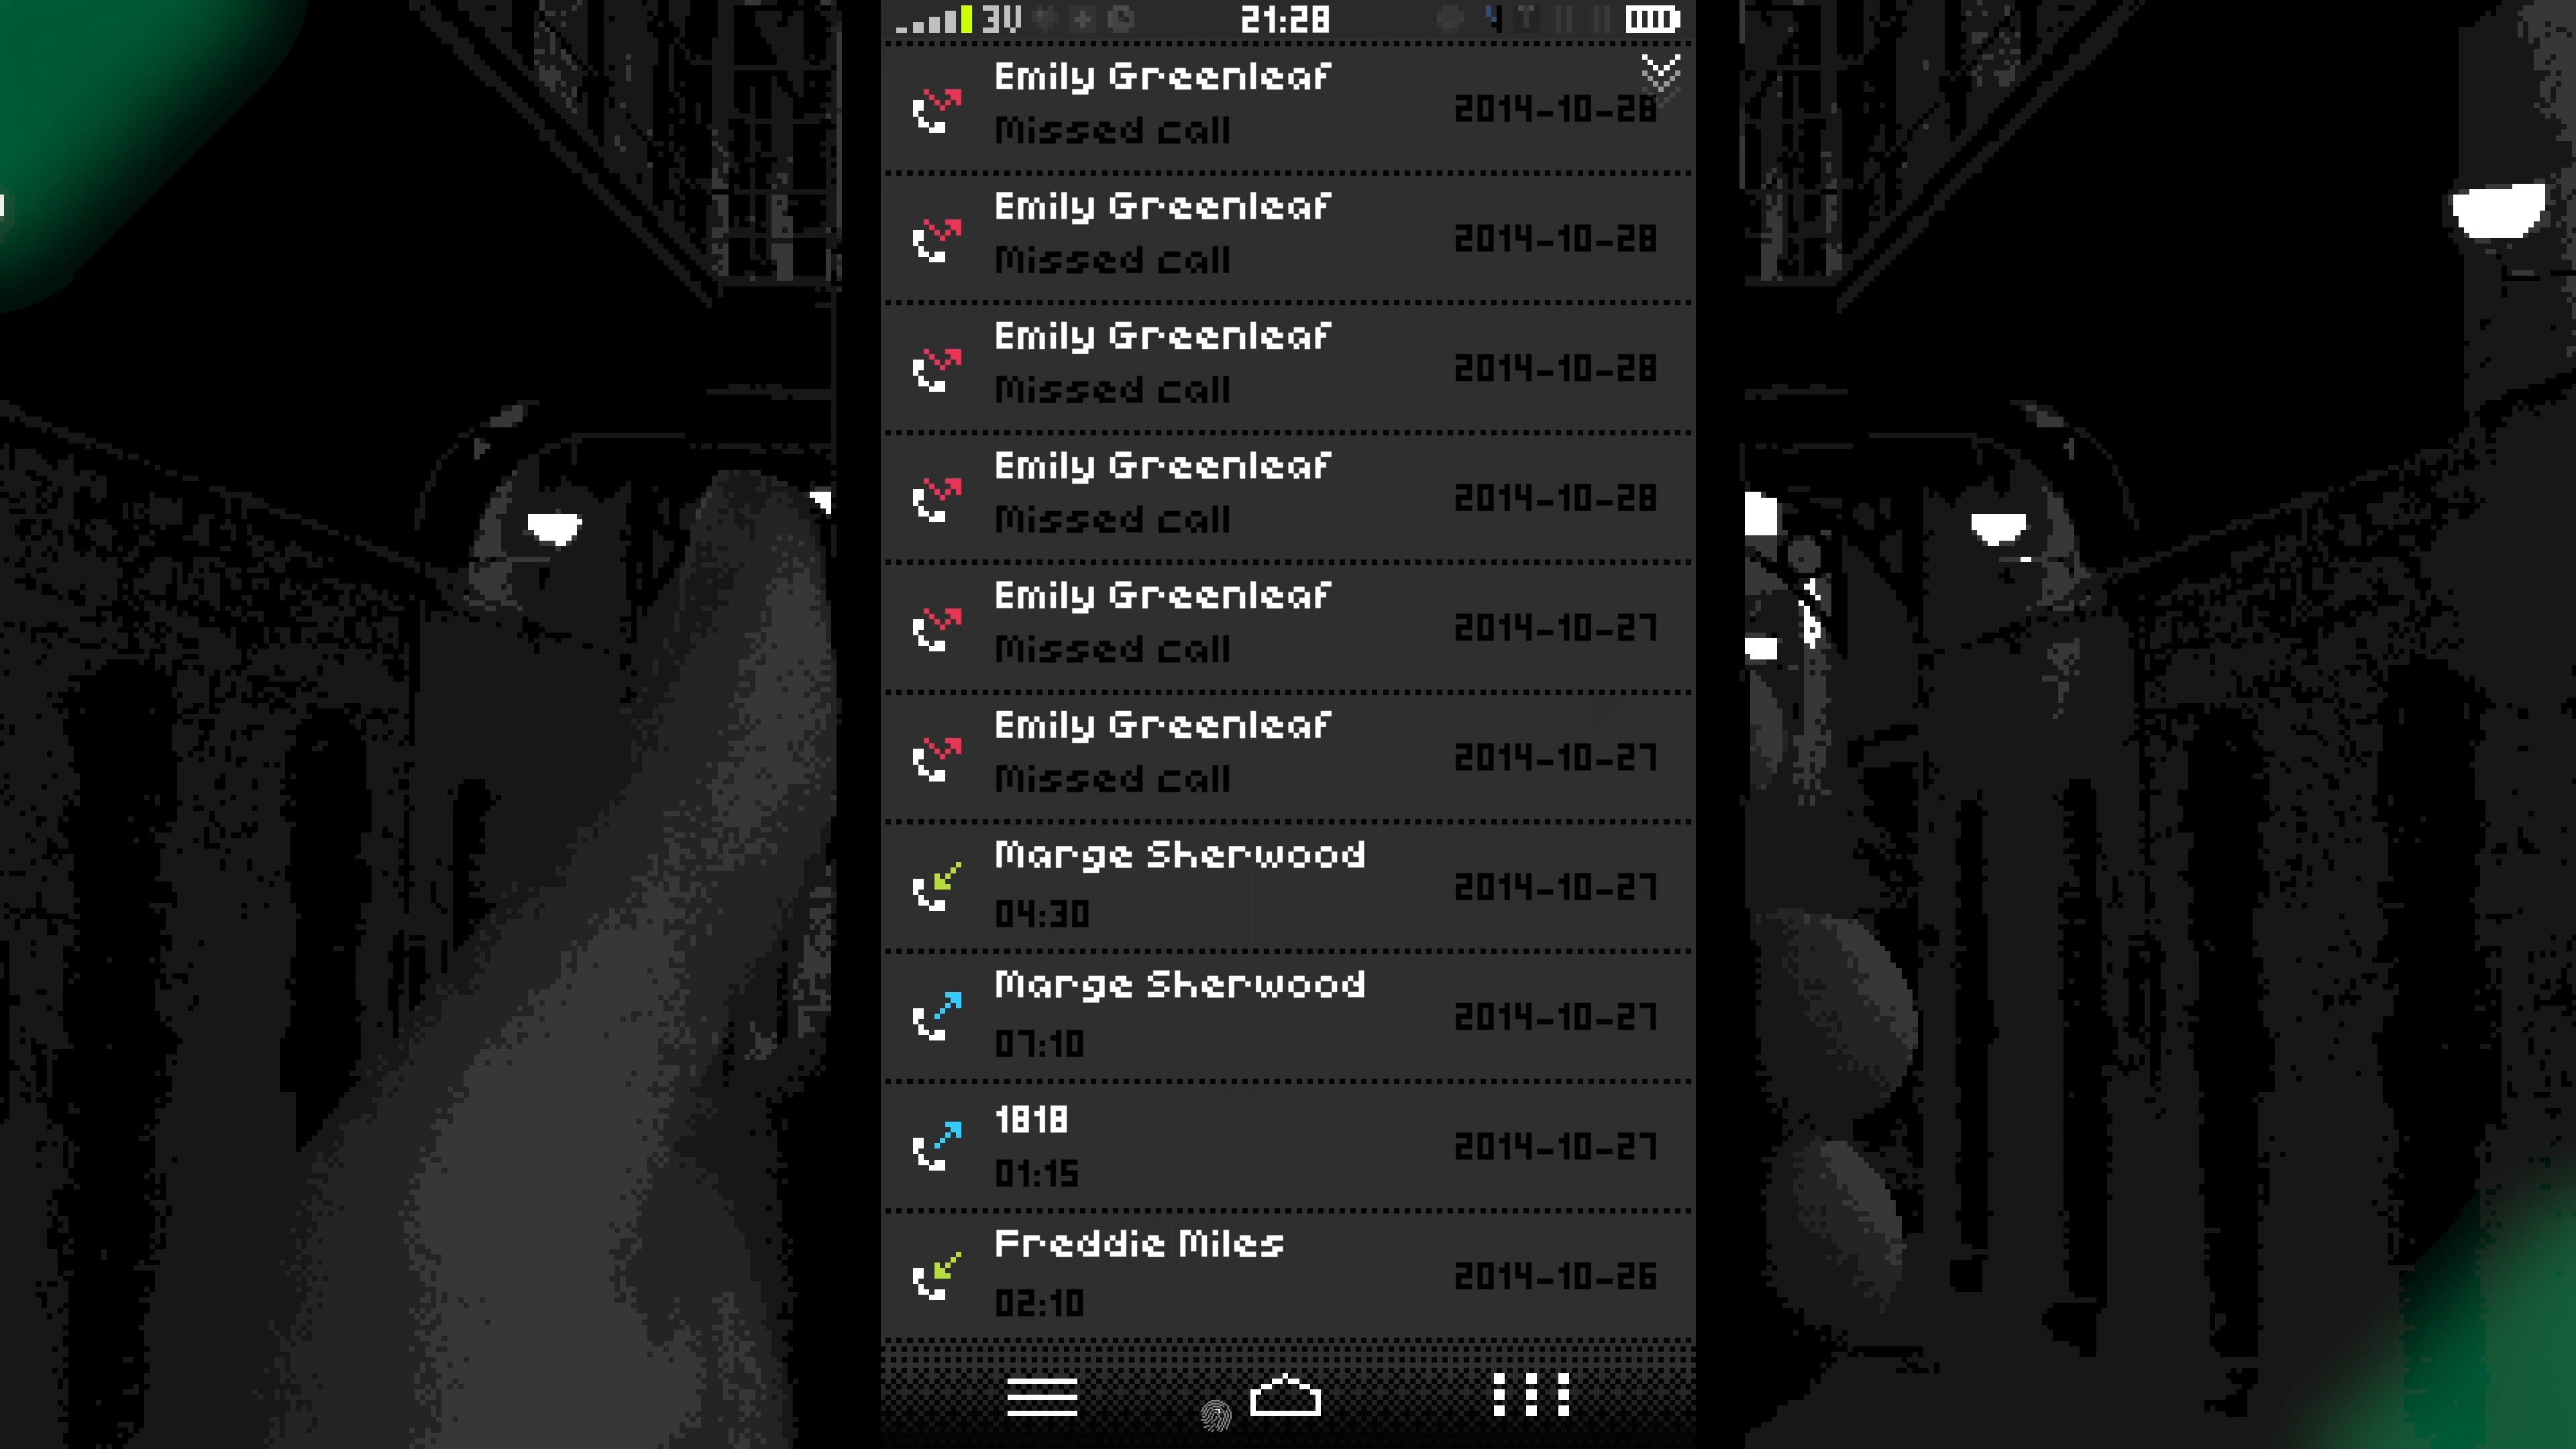 3V 21:28
Emily Greenleaf
Missed call
2014-10-28
Emily Greenleaf
Missed call
2014-10-28
Emily Greenleaf
Missed call
2014-10-28
Emily Greenleaf
Missed call
2014-10-28
Emily Greenleaf
Missed call
2014-10-27
Emily Greenleaf
Missed call
2014-10-27
Marge Sherwood
04:30
2014-10-27
Marge Sherwood
07:10
2014-10-27
1818
01:15
2014-10-27
Freddie Miles
02:10
2014-10-26